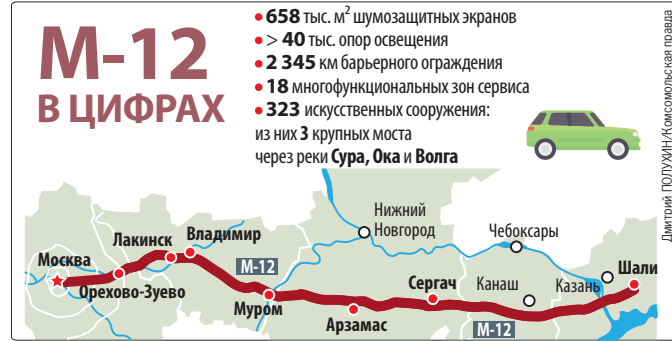 М-12
В ЦИФРАХ
• 658 тыс. м² шумозащитных экранов
• > 40 тыс. опор освещения
• 2 345 км барьерного ограждения
• 18 многофункциональных зон сервиса
• 323 искусственных сооружения:
из них 3 крупных моста
через реки Сура, Ока и Волга
Дмитрий ПОЛУХИН/Комсомольская правда
Москва
Орехово-Зуево
Лакинск
Владимир
М-12
Муром
Нижний
Новгород
Арзамас
Сергач
Чебоксары
Канаш
М-12
Казань
Шали